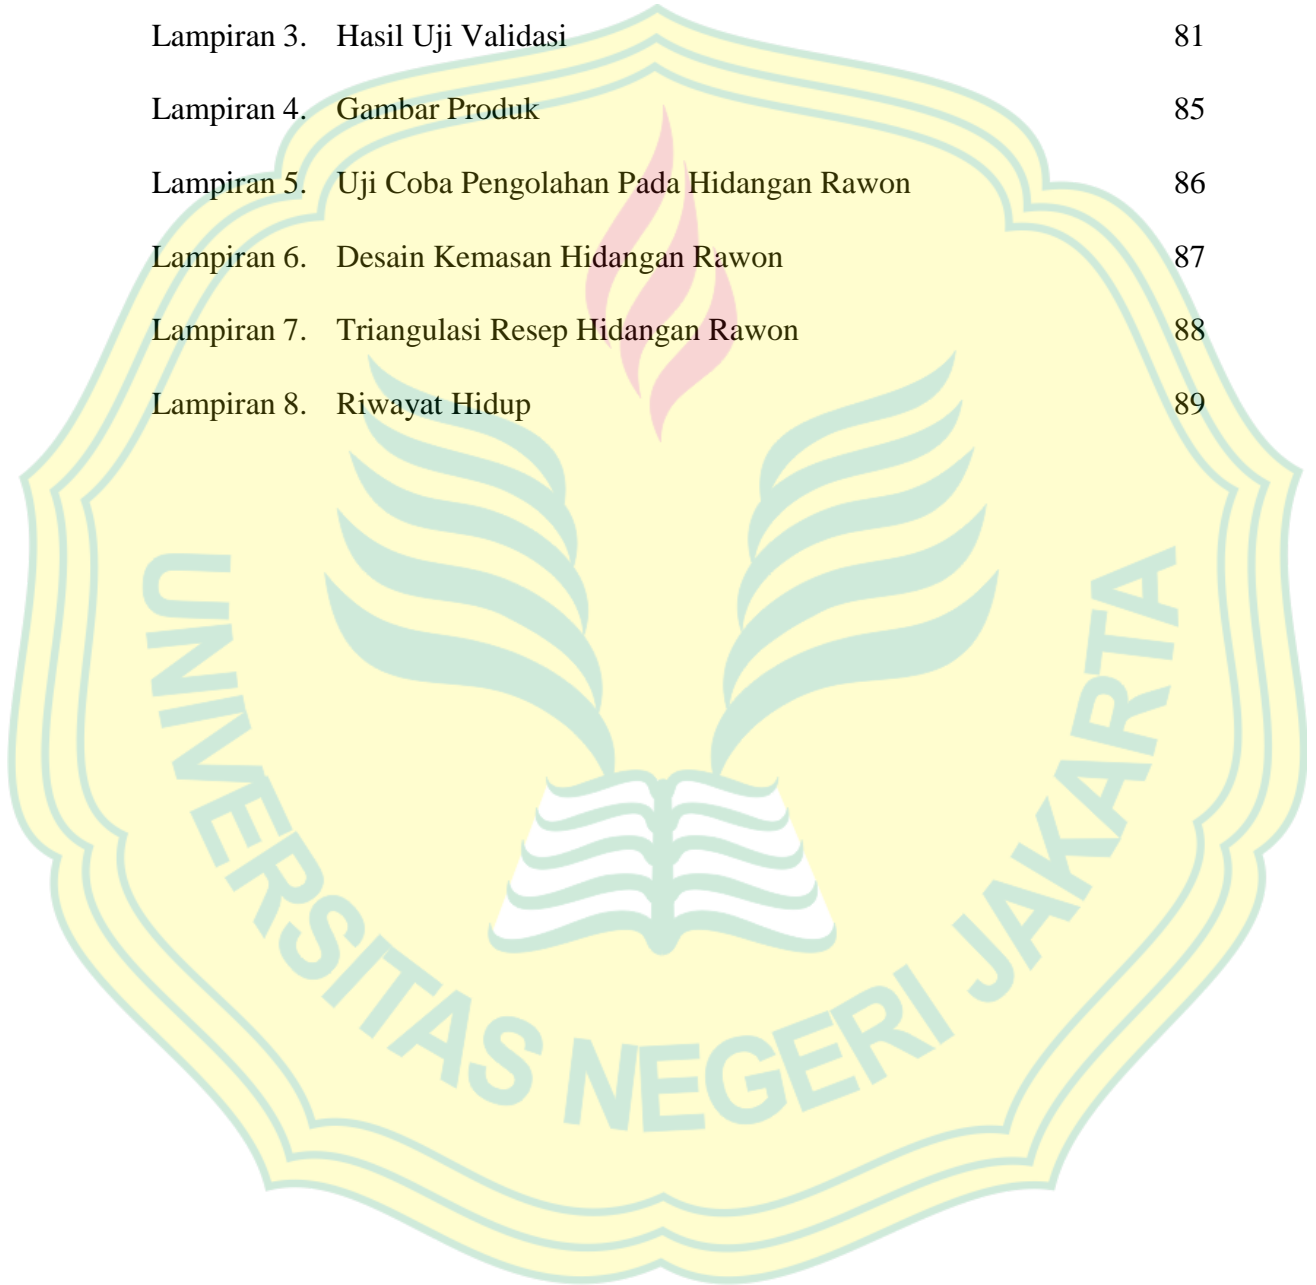 Lampiran 3. Hasil Uji Validasi 81
Lampiran 4. Gambar Produk 85
Lampiran 5. Uji Coba Pengolahan Pada Hidangan Rawon 86
Lampiran 6. Desain Kemasan Hidangan Rawon 87
Lampiran 7. Triangulasi Resep Hidangan Rawon 88
Lampiran 8. Riwayat Hidup 89
UNIVERSITAS NEGERI JAKARTA